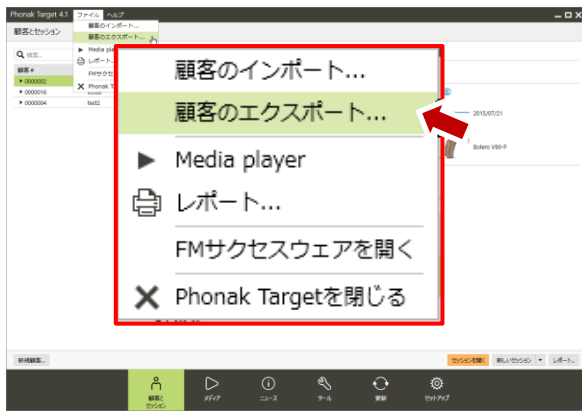 Phonak Target 4.1 ファイル ヘルプ
顧客のインポート...
顧客とセッション
顧客のエクスポート...
検索...
Media pla
レポート...
顧客 #
FMサクセ
0000002
Phonak T
0000016
0000004 test2
顧客のインポート...
顧客のエクスポート...
Media player
レポート...
FMサクセスウェアを開く
Phonak Targetを閉じる
2015/07/21
Bolero V90-P
新規顧客...
セッションを開く 新しいセッション レポート...
顧客と
セッション
メディア
ニュース
ツール
更新
セットアップ